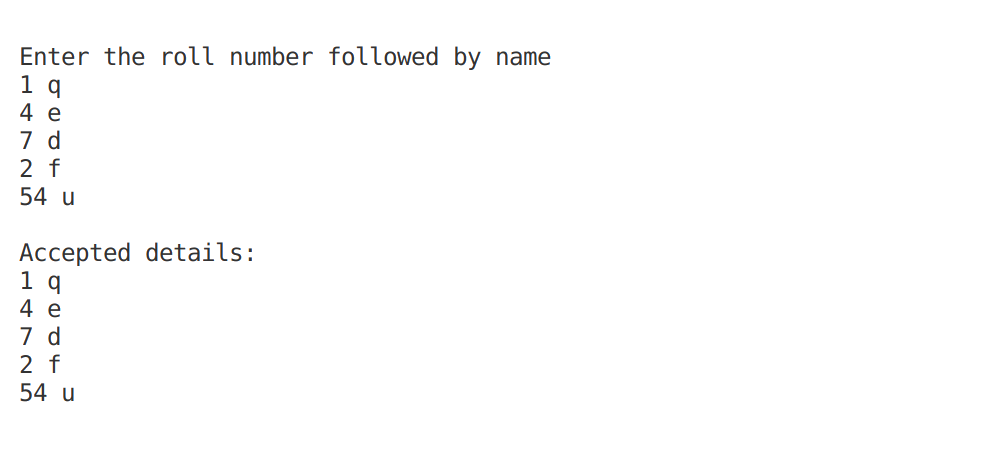 Enter the roll number followed by name
1 q
4 e
7 d
2 f
54 u

Accepted details:
1 q
4 e
7 d
2 f
54 u